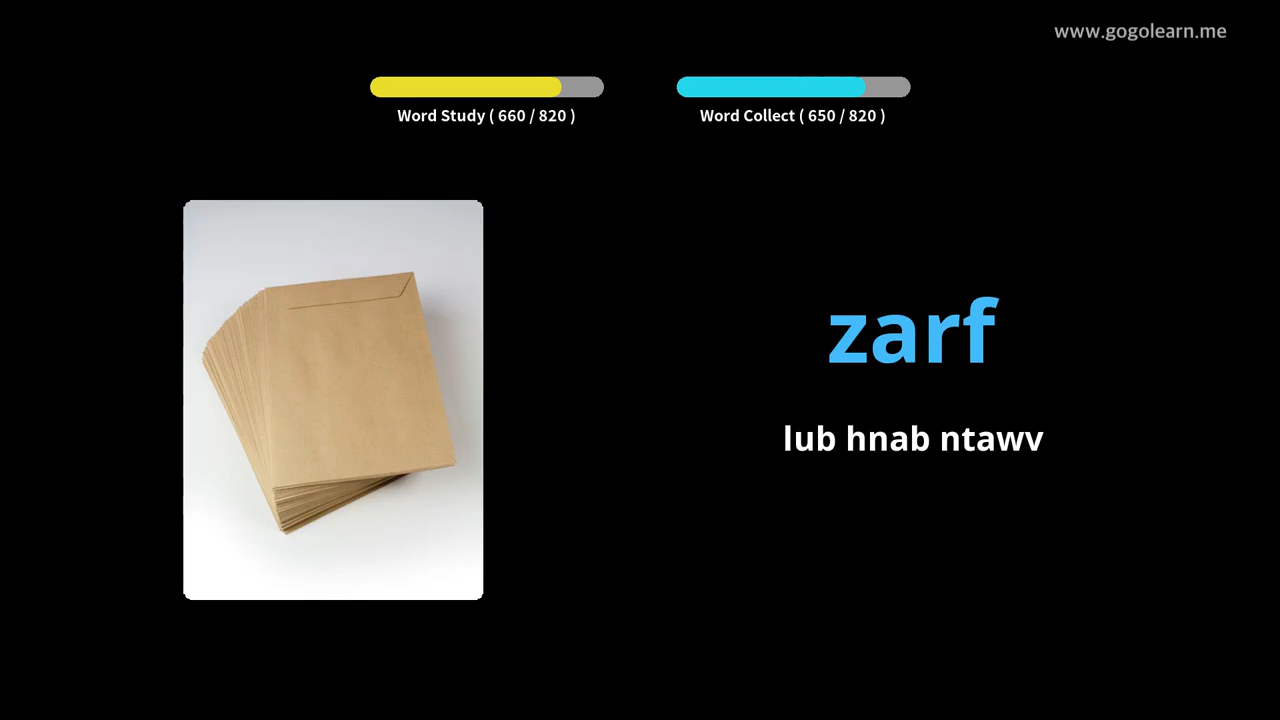 www.gogolearn.me
Word Study ( 660 / 820 )
Word Collect ( 650 / 820 )
zarf
lub hnab ntawv